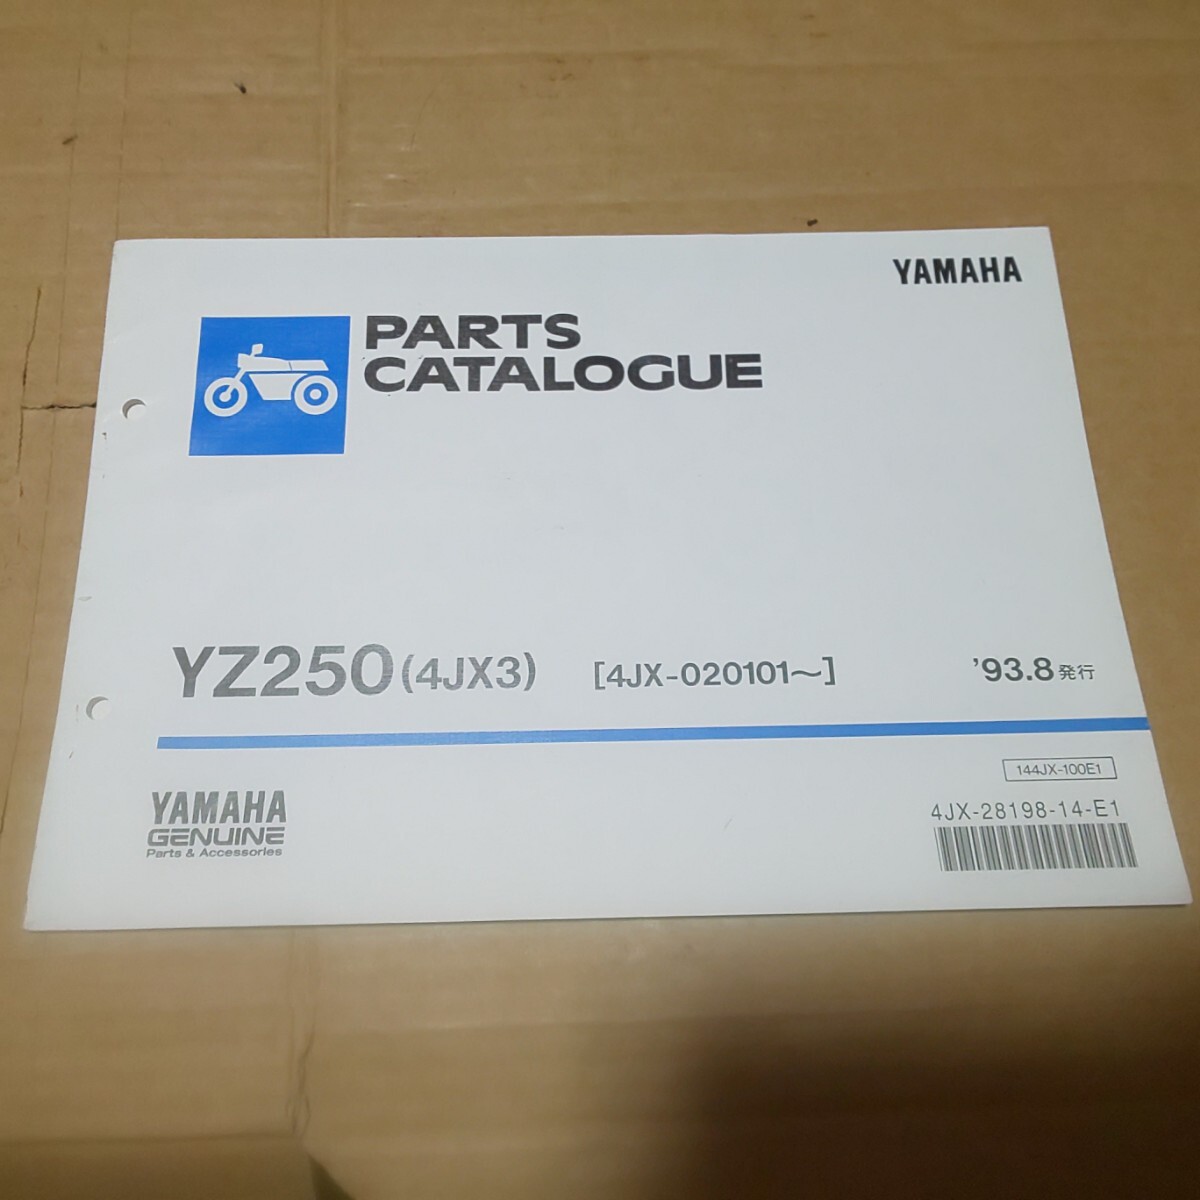 YAMAHA
PARTS
CATALOGUE
YZ250(4JX3) [4JX-020101〜] '93.8発行
144JX-100E1
4JX-28198-14-E1
YAMAHA
GENUINE
Parts & Accessories